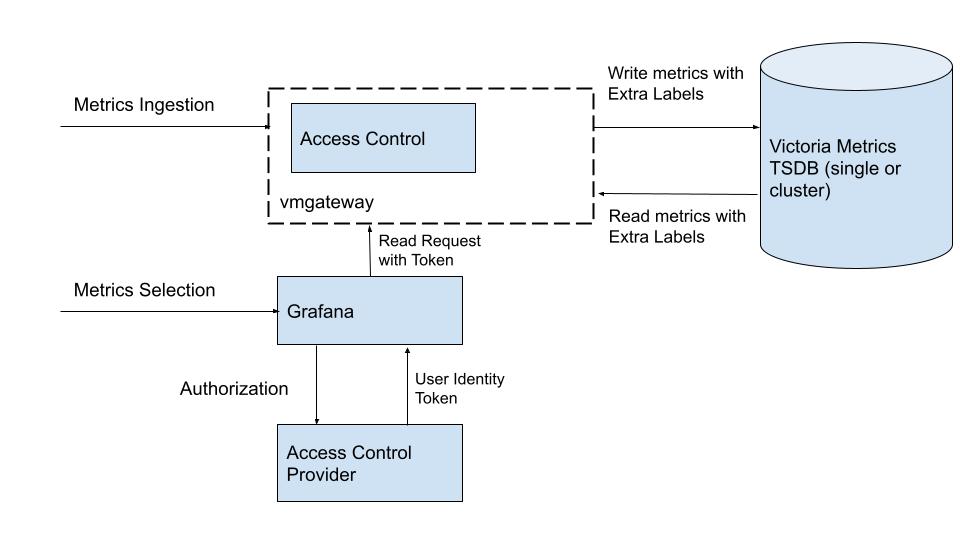 Metrics Ingestion
Access Control
vmgateway
Write metrics with
Extra Labels
Victoria Metrics
TSDB (single or
cluster)
Read metrics with
Extra Labels
Read Request
with Token
Metrics Selection
Grafana
Authorization
User Identity
Token
Access Control
Provider